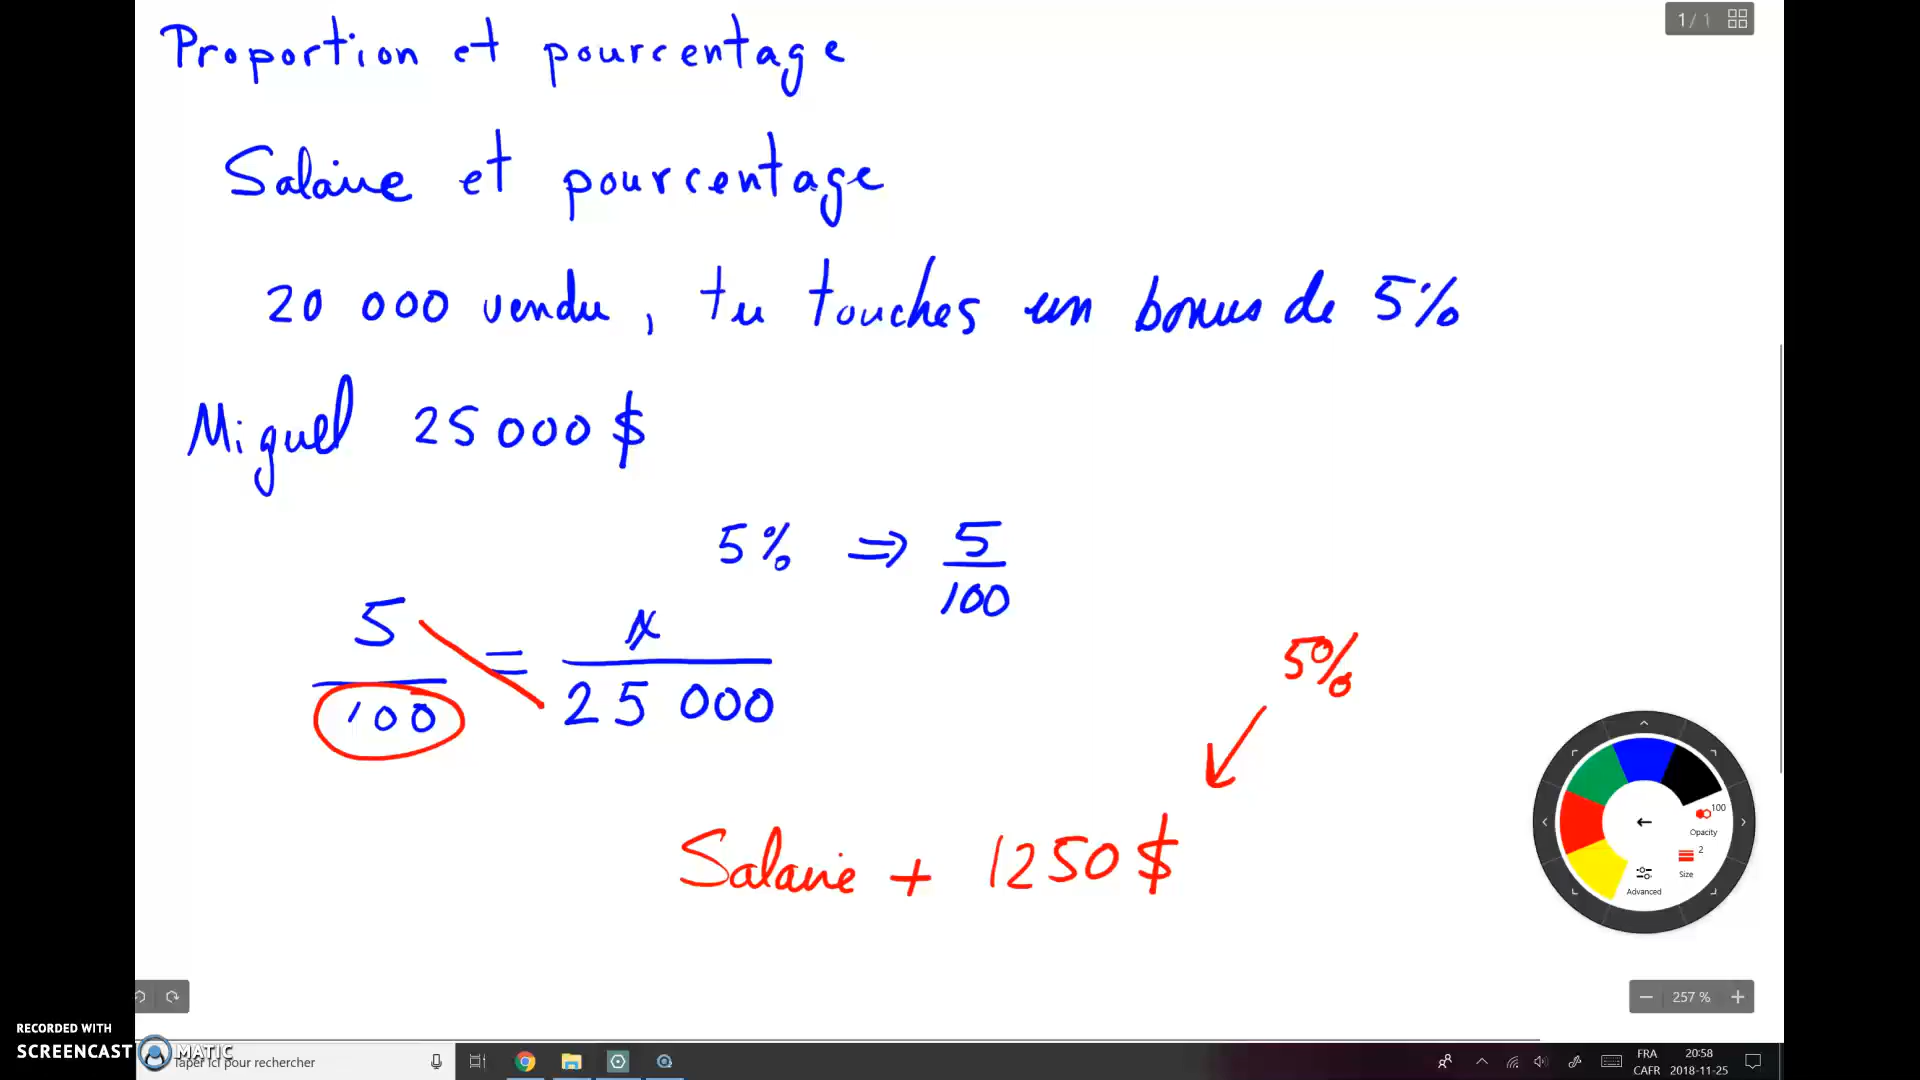 Proportion et pourcentage
1 / 1
Salaire et pourcentage
20 000 vendu, tu touches un bonus de 5%
Miguel 25 000 $
5% ⇒ 5/100
5/100 = x/25 000
5%
Salaire + 1250 $
100
Opacity
2
Size
Advanced
257 %
RECORDED WITH
SCREENCAST MATIC
Taper ici pour rechercher
FRA
CAFR
20:58
2018-11-25